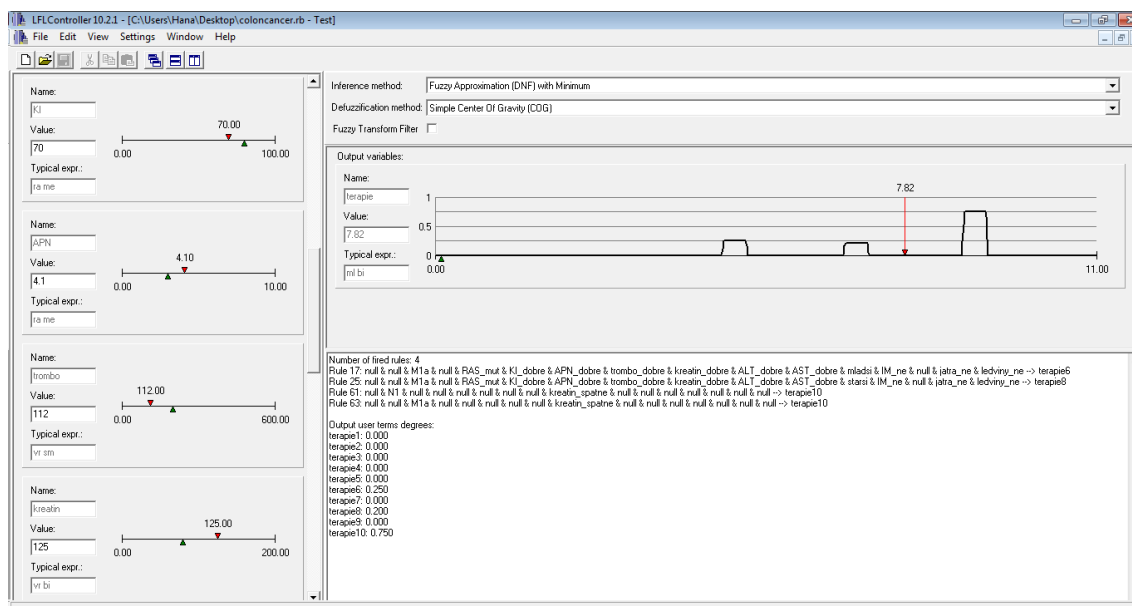 LFLController 10.2.1 - [C:\Users\Hana\Desktop\coloncancer.rb - Test]
File Edit View Settings Window Help
Name:
KI
Value:
70
Typical expr.:
ra me
70.00
0.00 100.00
Name:
APN
Value:
4.1
Typical expr.:
ra me
4.10
0.00 10.00
Name:
trombo
Value:
112
Typical expr.:
vr sm
112.00
0.00 600.00
Name:
kreatin
Value:
125
Typical expr.:
vr bi
125.00
0.00 200.00
Inference method: Fuzzy Approximation (DNF) with Minimum
Defuzzification method: Simple Center Of Gravity (COG)
Fuzzy Transform Filter
Output variables:
Name:
terapie
Value:
7.82
Typical expr.:
ml bi
7.82
1
0.5
0
0.00 11.00
Number of fired rules: 4
Rule 17: null & null & M1a & null & RAS_mut & KI_dobre & APN_dobre & trombo_dobre & kreatin_dobre & ALT_dobre & AST_dobre & mladsi & IM_ne & null & jatra_ne & ledviny_ne --> terapie6
Rule 25: null & null & M1a & null & RAS_mut & KI_dobre & APN_dobre & trombo_dobre & kreatin_dobre & ALT_dobre & AST_dobre & starsi & IM_ne & null & jatra_ne & ledviny_ne --> terapie8
Rule 61: null & N1 & null & null & null & null & null & null & kreatin_spatne & null & null & null & null & null & null & null --> terapie10
Rule 63: null & null & M1a & null & null & null & null & null & kreatin_spatne & null & null & null & null & null & null & null --> terapie10
Output user terms degrees:
terapie1: 0.000
terapie2: 0.000
terapie3: 0.000
terapie4: 0.000
terapie5: 0.000
terapie6: 0.250
terapie7: 0.000
terapie8: 0.200
terapie9: 0.000
terapie10: 0.750